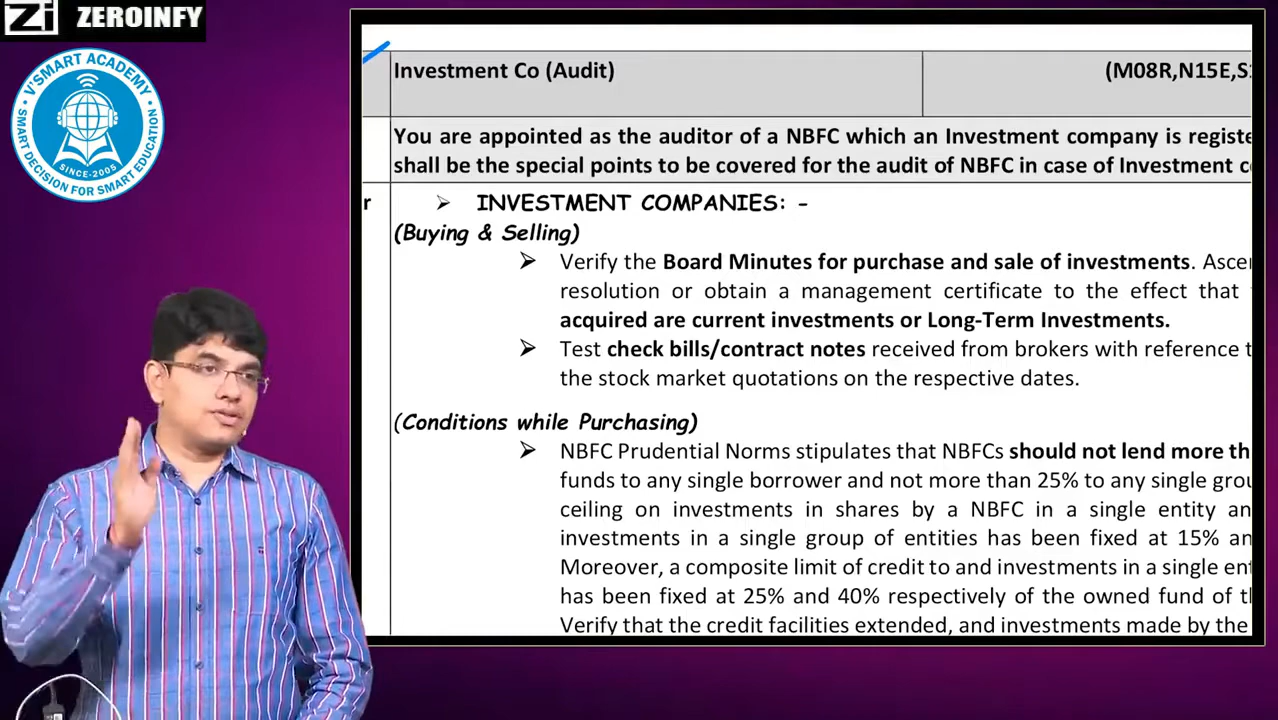 Zi ZEROINFY
V'SMART ACADEMY
SINCE-2005
SMART DECISION FOR SMART EDUCATION
Investment Co (Audit)
(M08R,N15E,
You are appointed as the auditor of a NBFC which an Investment company is registe
shall be the special points to be covered for the audit of NBFC in case of Investment c
r
➢ INVESTMENT COMPANIES: -
(Buying & Selling)
➢ Verify the Board Minutes for purchase and sale of investments. Ascer
resolution or obtain a management certificate to the effect that
acquired are current investments or Long-Term Investments.
➢ Test check bills/contract notes received from brokers with reference t
the stock market quotations on the respective dates.
(Conditions while Purchasing)
➢ NBFC Prudential Norms stipulates that NBFCs should not lend more th
funds to any single borrower and not more than 25% to any single grou
ceiling on investments in shares by a NBFC in a single entity an
investments in a single group of entities has been fixed at 15% an
Moreover, a composite limit of credit to and investments in a single ent
has been fixed at 25% and 40% respectively of the owned fund of th
Verify that the credit facilities extended, and investments made by the